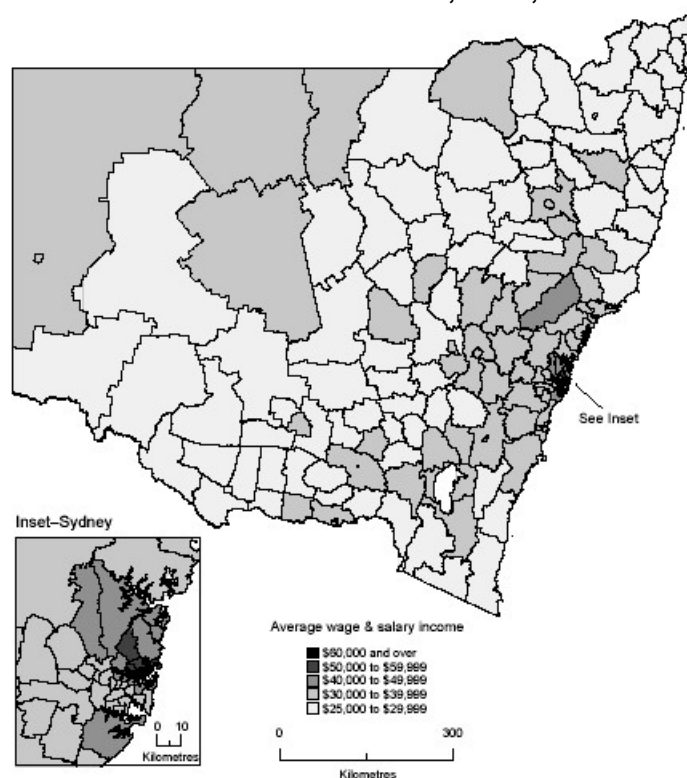 See Inset
Inset–Sydney
0 10
Kilometres
Average wage & salary income
$60,000 and over
$50,000 to $59,999
$40,000 to $49,999
$30,000 to $39,999
$25,000 to $29,999
0 300
Kilometres